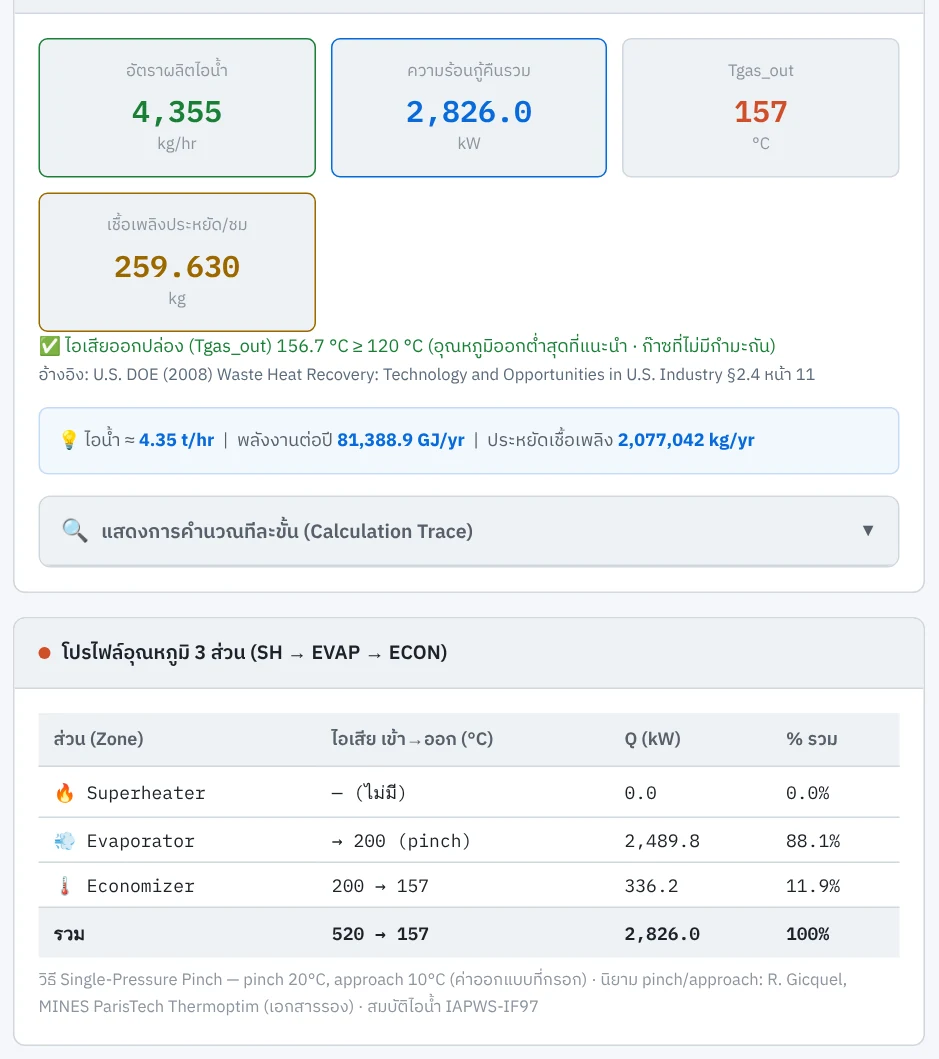 อัตราผลิตไอน้ำ
4,355
kg/hr
ความร้อนกู้คืนรวม
2,826.0
kW
Tgas_out
157
°C
เชื้อเพลิงประหยัด/ชม
259.630
kg
✅ ไอเสียออกปล่อง (Tgas_out) 156.7 °C ≥ 120 °C (อุณหภูมิออกต่ำสุดที่แนะนำ · ก๊าซที่ไม่มีกำมะถัน)
อ้างอิง: U.S. DOE (2008) Waste Heat Recovery: Technology and Opportunities in U.S. Industry §2.4 หน้า 11
💡 ไอน้ำ ≈ 4.35 t/hr | พลังงานต่อปี 81,388.9 GJ/yr | ประหยัดเชื้อเพลิง 2,077,042 kg/yr
🔍 แสดงการคำนวณทีละขั้น (Calculation Trace) ▼
โปรไฟล์อุณหภูมิ 3 ส่วน (SH → EVAP → ECON)
ส่วน (Zone) ไอเสีย เข้า→ออก (°C) Q (kW) % รวม
🔥 Superheater — (ไม่มี) 0.0 0.0%
💨 Evaporator → 200 (pinch) 2,489.8 88.1%
🌡️ Economizer 200 → 157 336.2 11.9%
รวม 520 → 157 2,826.0 100%
วิธี Single-Pressure Pinch — pinch 20°C, approach 10°C (ค่าออกแบบที่กรอก) · นิยาม pinch/approach: R. Gicquel,
MINES ParisTech Thermoptim (เอกสารรอง) · สมบัติไอน้ำ IAPWS-IF97